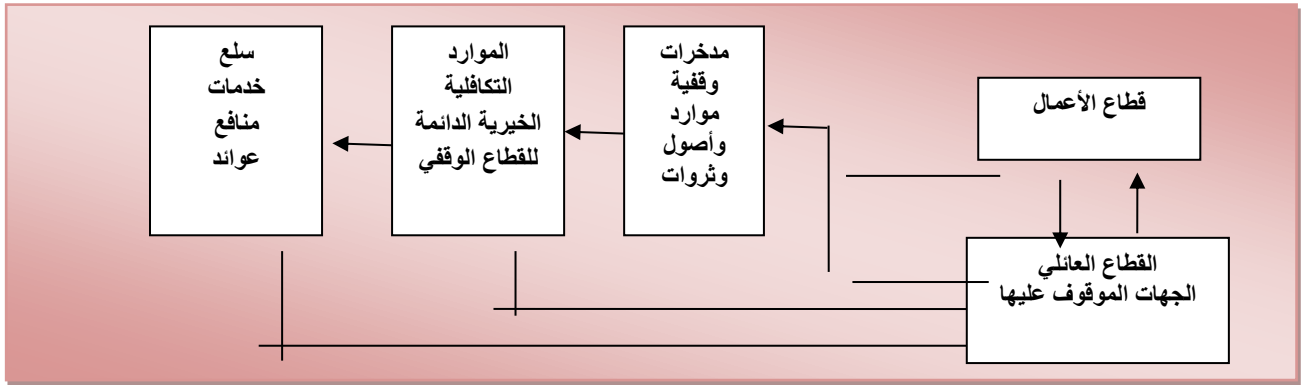 قطاع الأعمال
القطاع العائلي
الجهات الموقوف عليها
مدخرات
وقفية
موارد
وأصول
وثروات
الموارد
التكافلية
الخيرية الدائمة
للقطاع الوقفي
سلع
خدمات
منافع
عوائد